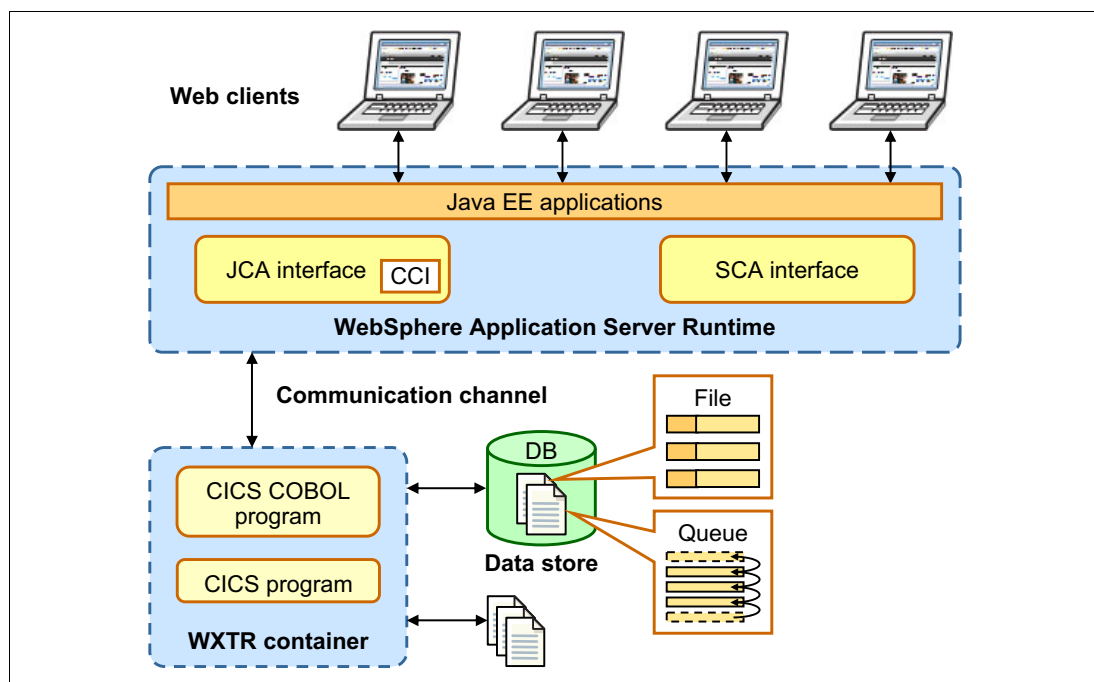 Web clients
Java EE applications
JCA interface
CCI
SCA interface
WebSphere Application Server Runtime
Communication channel
File
DB
CICS COBOL
program
Queue
Data store
CICS program
WXTR container